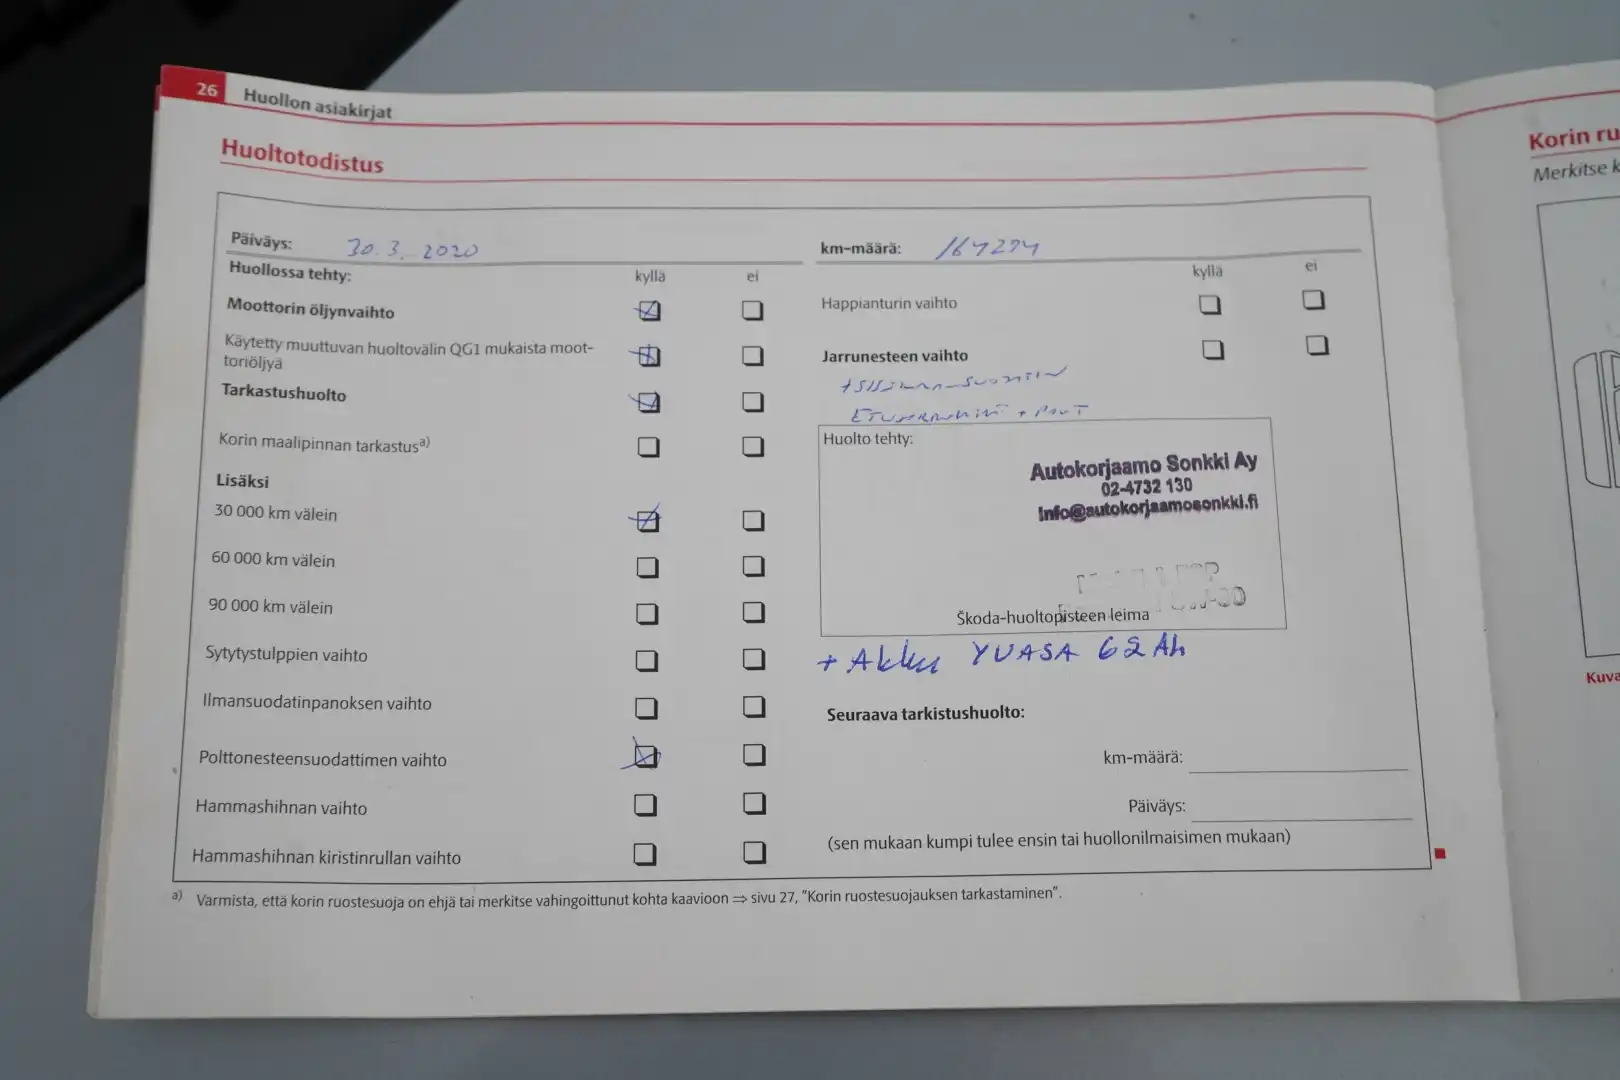 26 Huollon asiakirjat
Huoltotodistus
Päiväys: 30.3.2020
Huollossa tehty: kyllä ei
Moottorin öljynvaihto
Käytetty muuttuvan huoltovälin QG1 mukaista moot-
toriöljyä
Tarkastushuolto
Korin maalipinnan tarkastus a)
Lisäksi
30 000 km välein
60 000 km välein
90 000 km välein
Sytytystulppien vaihto
Ilmansuodatinpanoksen vaihto
Polttonesteensuodattimen vaihto
Hammashihnan vaihto
Hammashihnan kiristinrullan vaihto
km-määrä:
kyllä ei
Happianturin vaihto
Jarrunesteen vaihto
Huolto tehty:
Autokorjaamo Sonkki Ay
02-4732 130
info@autokorjaamosonkki.fi
Škoda-huoltopisteen leima
+ Akku YUASA 62 Ah
Seuraava tarkistushuolto:
km-määrä:
Päiväys:
(sen mukaan kumpi tulee ensin tai huollonilmaisimen mukaan)
a) Varmista, että korin ruostesuoja on ehjä tai merkitse vahingoittunut kohta kaavioon ⇒ sivu 27, "Korin ruostesuojauksen tarkastaminen".
Korin ru
Merkitse k
Kuva